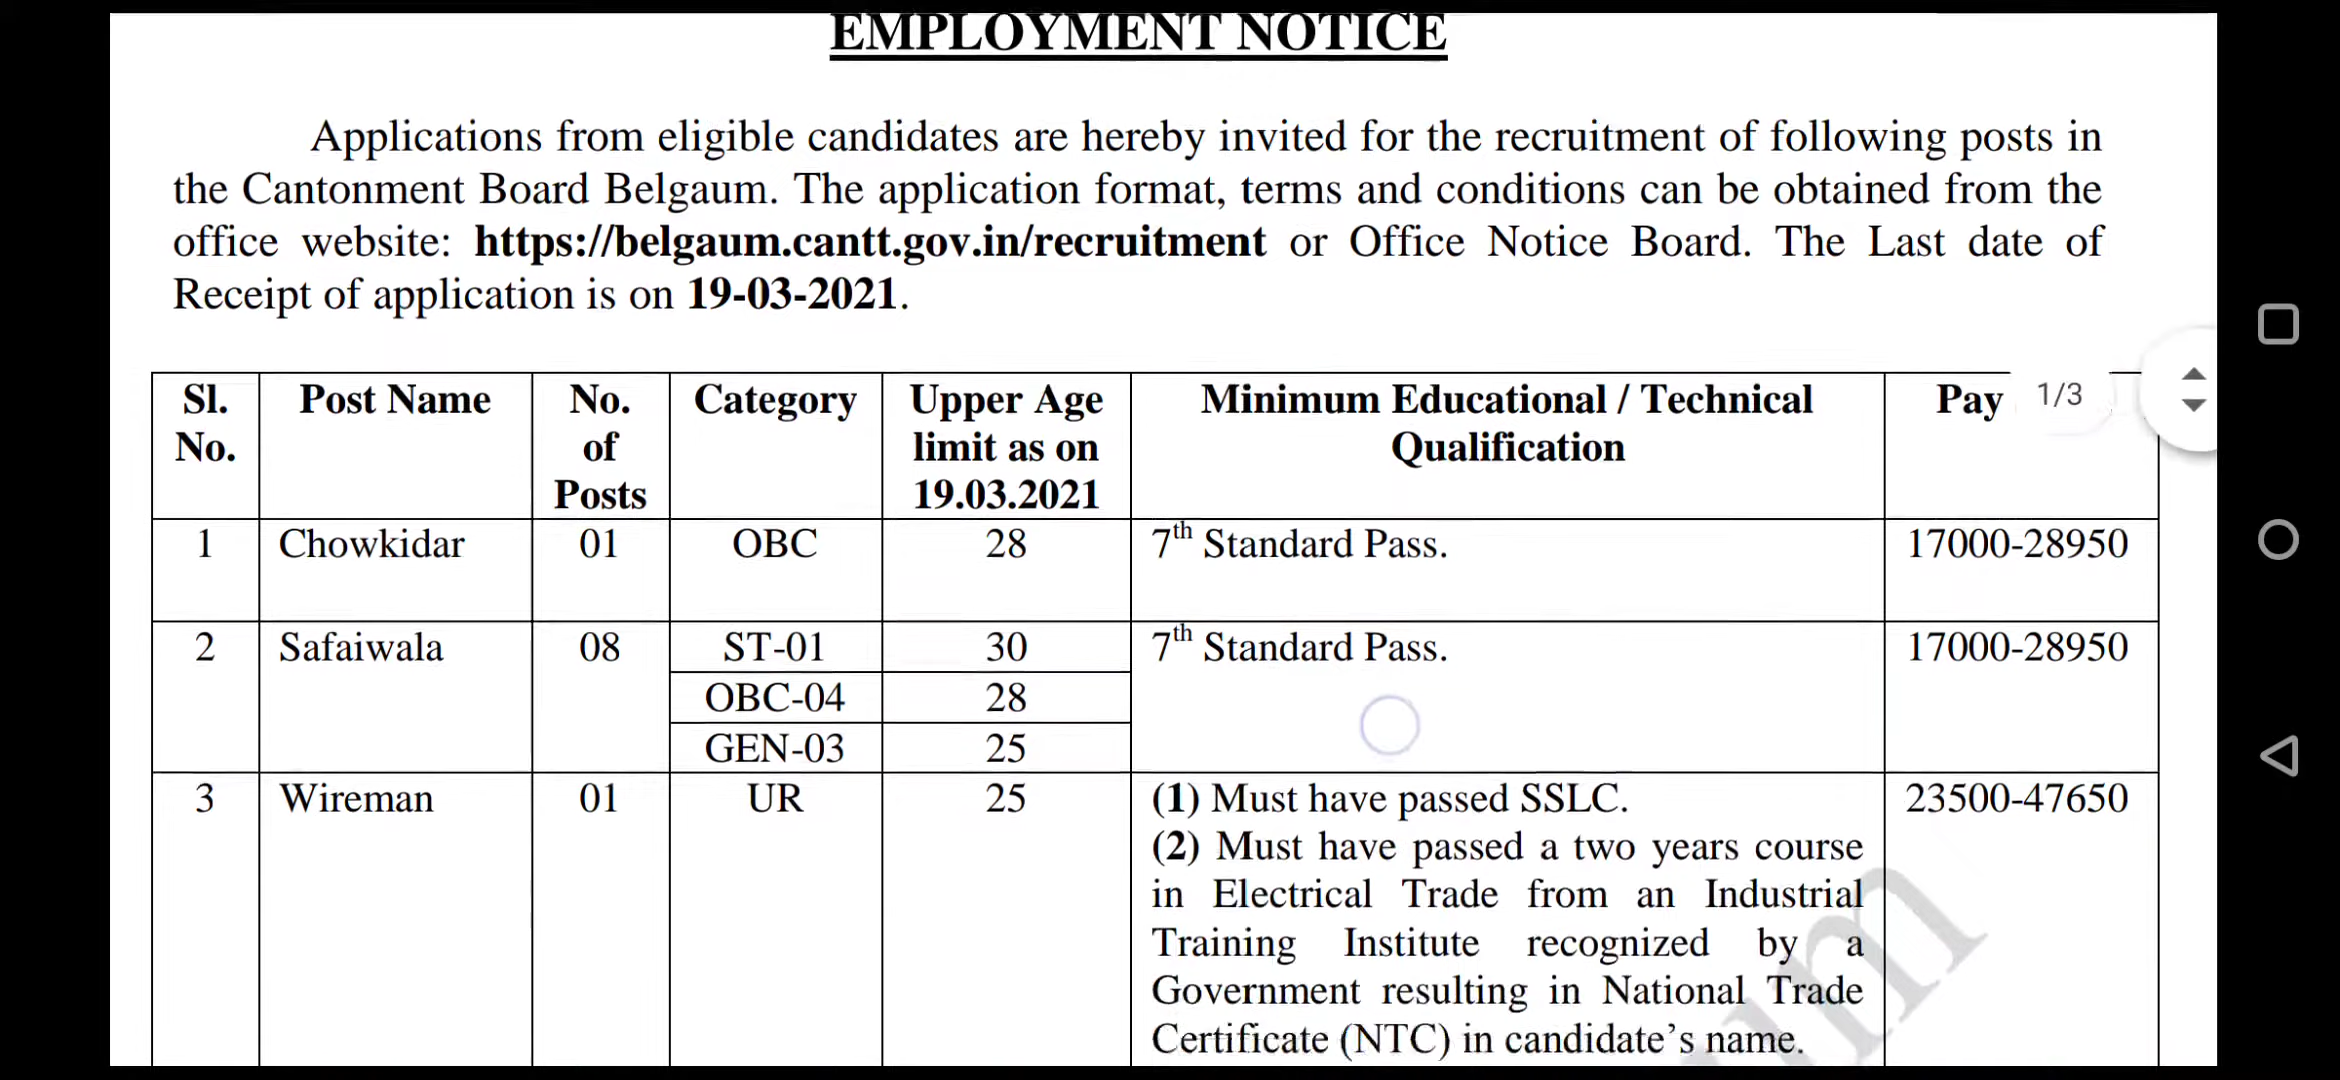 EMPLOYMENT NOTICE
Applications from eligible candidates are hereby invited for the recruitment of following posts in
the Cantonment Board Belgaum. The application format, terms and conditions can be obtained from the
office website: https://belgaum.cantt.gov.in/recruitment or Office Notice Board. The Last date of
Receipt of application is on 19-03-2021.
Sl. No. Post Name No. of Posts Category Upper Age limit as on 19.03.2021 Minimum Educational / Technical Qualification Pay
1/3
1 Chowkidar 01 OBC 28 7th Standard Pass. 17000-28950
2 Safaiwala 08 ST-01 30 7th Standard Pass. 17000-28950
OBC-04 28
GEN-03 25
3 Wireman 01 UR 25 (1) Must have passed SSLC. 23500-47650
(2) Must have passed a two years course
in Electrical Trade from an Industrial
Training Institute recognized by a
Government resulting in National Trade
Certificate (NTC) in candidate's name.